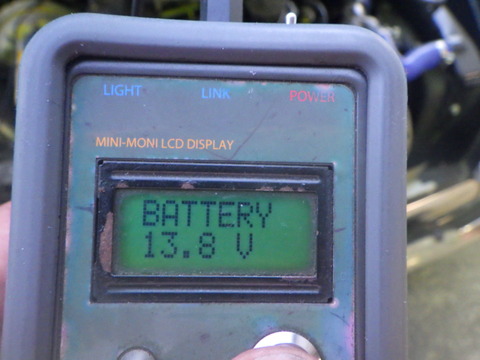 LIGHT LINK POWER
MINI-MONI LCD DISPLAY
BATTERY
13.8 V